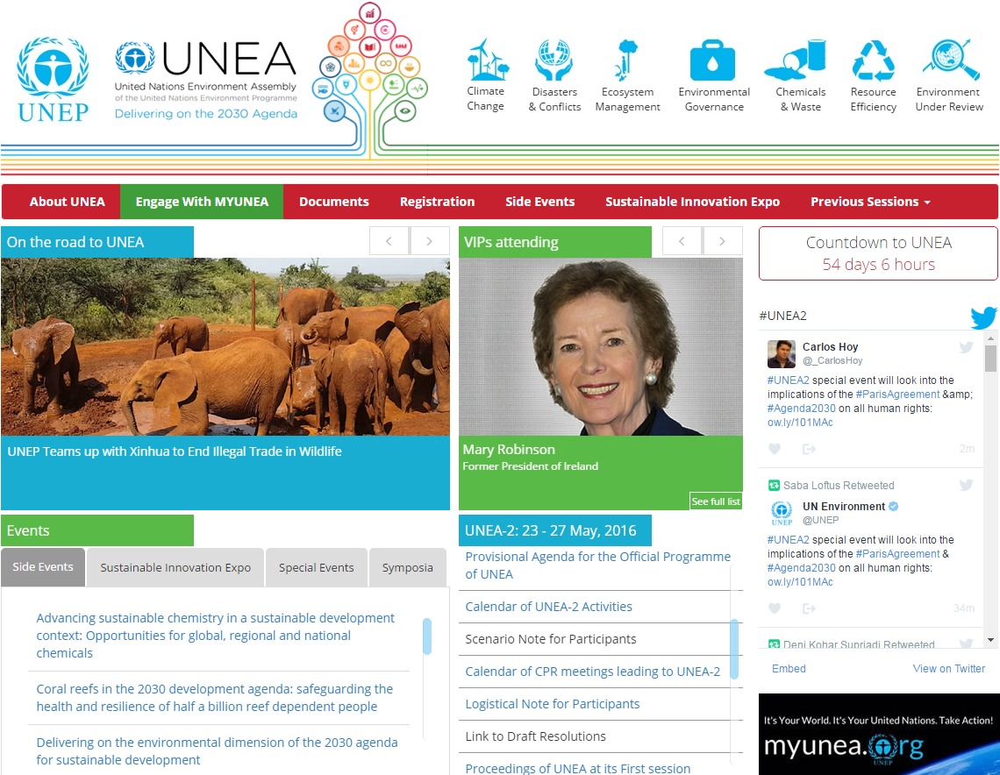 UNEP
UNEA
United Nations Environment Assembly
of the United Nations Environment Programme
Delivering on the 2030 Agenda
Climate
Change
Disasters
& Conflicts
Ecosystem
Management
Environmental
Governance
Chemicals
& Waste
Resource
Efficiency
Environment
Under Review
About UNEA
Engage With MYUNEA
Documents
Registration
Side Events
Sustainable Innovation Expo
Previous Sessions
On the road to UNEA
UNEP Teams up with Xinhua to End Illegal Trade in Wildlife
VIPs attending
Mary Robinson
Former President of Ireland
See full list
Countdown to UNEA
54 days 6 hours
#UNEA2
Carlos Hoy
@_CarlosHoy
#UNEA2 special event will look into the
implications of the #ParisAgreement &amp;
#Agenda2030 on all human rights:
ow.ly/101MAc
2m
Saba Loftus Retweeted
UN Environment
@UNEP
UNEP
#UNEA2 special event will look into the
implications of the #ParisAgreement &
#Agenda2030 on all human rights:
ow.ly/101MAc
34m
Deni Kohar Supriadi Retweeted
Embed
View on Twitter
Events
Side Events
Sustainable Innovation Expo
Special Events
Symposia
Advancing sustainable chemistry in a sustainable development
context: Opportunities for global, regional and national
chemicals
Coral reefs in the 2030 development agenda: safeguarding the
health and resilience of half a billion reef dependent people
Delivering on the environmental dimension of the 2030 agenda
for sustainable development
UNEA-2: 23 - 27 May, 2016
Provisional Agenda for the Official Programme
of UNEA
Calendar of UNEA-2 Activities
Scenario Note for Participants
Calendar of CPR meetings leading to UNEA-2
Logistical Note for Participants
Link to Draft Resolutions
Proceedings of UNEA at its First session
It's Your World. It's Your United Nations. Take Action!
myunea.org
UNEP